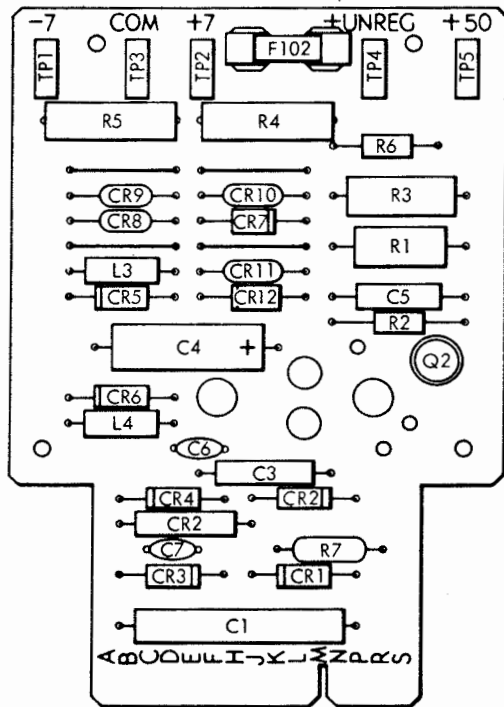 -7 COM +7 ±UNREG +50
F102
TP1 TP3 TP2 TP4 TP5
R5 R4
R6
CR9 CR10 R3
CR8 CR7
R1
L3 CR11
CR5 CR12 C5
R2
C4 + Q2
CR6
L4
C6
C3
CR4 CR2
CR2
C7 R7
CR3 CR1
C1
A B C D E F H J K L M N P R S